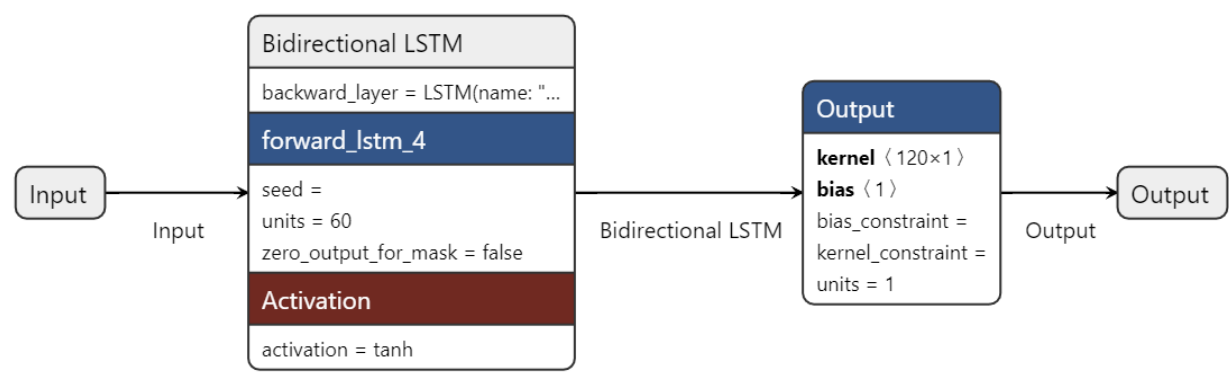 Input
Input
Bidirectional LSTM
backward_layer = LSTM(name: "...
forward_lstm_4
seed =
units = 60
zero_output_for_mask = false
Activation
activation = tanh
Bidirectional LSTM
Output
kernel〈120×1〉
bias〈1〉
bias_constraint =
kernel_constraint =
units = 1
Output
Output